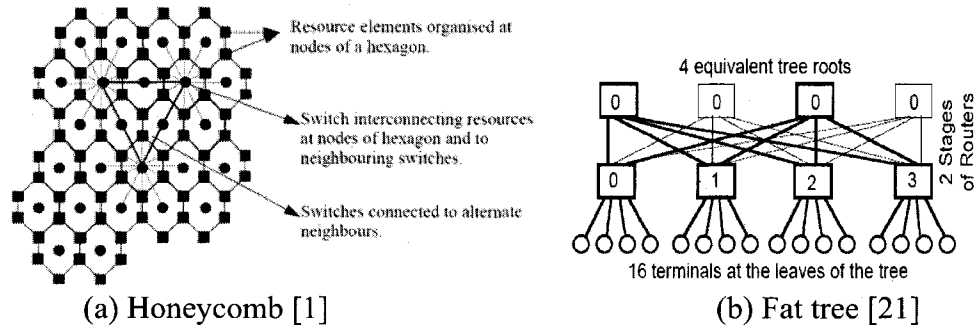 Resource elements organised at
nodes of a hexagon.
Switch interconnecting resources
at nodes of hexagon and to
neighbouring switches.
Switches connected to alternate
neighbours.
(a) Honeycomb [1]
4 equivalent tree roots
0 0 0 0
0 1 2 3
2 Stages
of Routers
16 terminals at the leaves of the tree
(b) Fat tree [21]